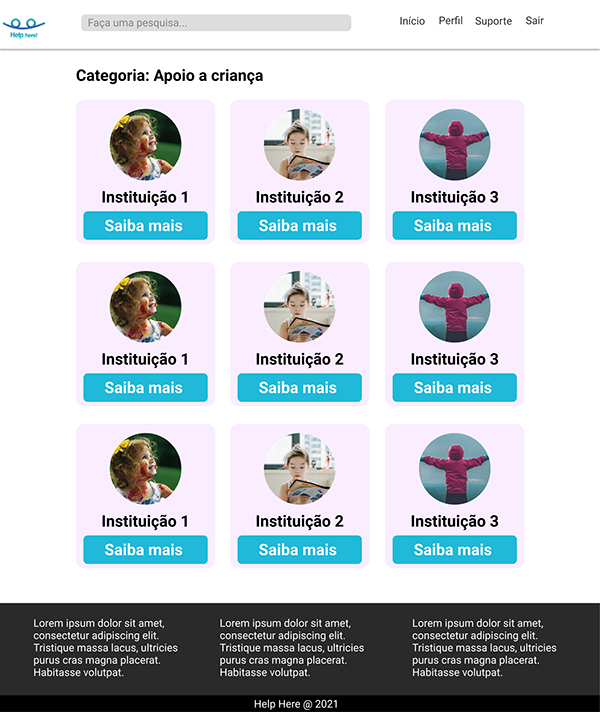 Help here!
Faça uma pesquisa...
Início Perfil Suporte Sair
Categoria: Apoio a criança
Instituição 1 Instituição 2 Instituição 3
Saiba mais Saiba mais Saiba mais
Instituição 1 Instituição 2 Instituição 3
Saiba mais Saiba mais Saiba mais
Instituição 1 Instituição 2 Instituição 3
Saiba mais Saiba mais Saiba mais
Lorem ipsum dolor sit amet,
consectetur adipiscing elit.
Tristique massa lacus, ultricies
purus cras magna placerat.
Habitasse volutpat.
Lorem ipsum dolor sit amet,
consectetur adipiscing elit.
Tristique massa lacus, ultricies
purus cras magna placerat.
Habitasse volutpat.
Lorem ipsum dolor sit amet,
consectetur adipiscing elit.
Tristique massa lacus, ultricies
purus cras magna placerat.
Habitasse volutpat.
Help Here @ 2021